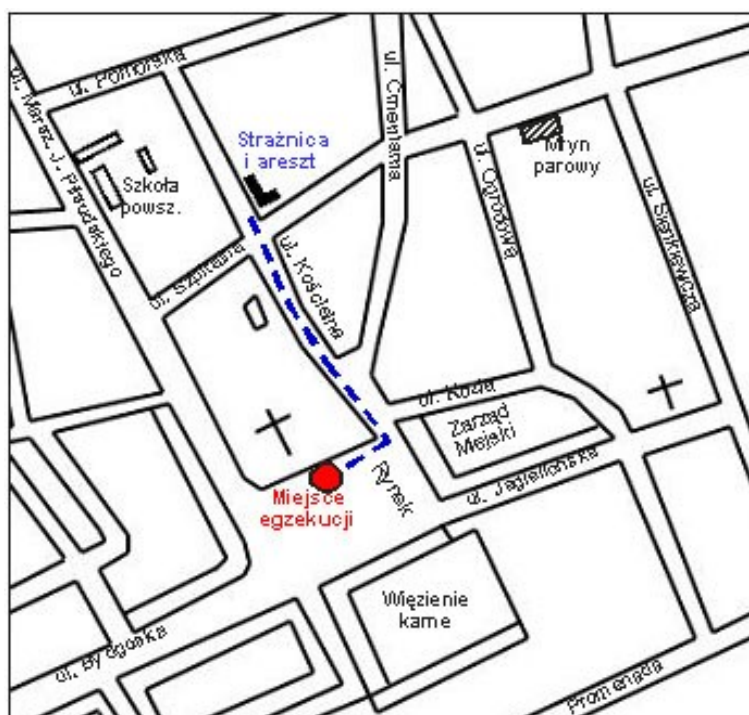 ul. Pomorska
ul. Marsz. J. Piłsudskiego
Strażnica
i areszt
ul. Cmentarna
Młyn
parowy
Szkoła
powsz.
ul. Ogrodowa
ul. Sienkiewicza
ul. Szpitalna
ul. Kościelna
ul. Kozia
Zarząd
Miejski
Rynek
ul. Jagiellońska
Miejsce
egzekucji
Więzienie
karne
ul. Bydgoska
Promenada